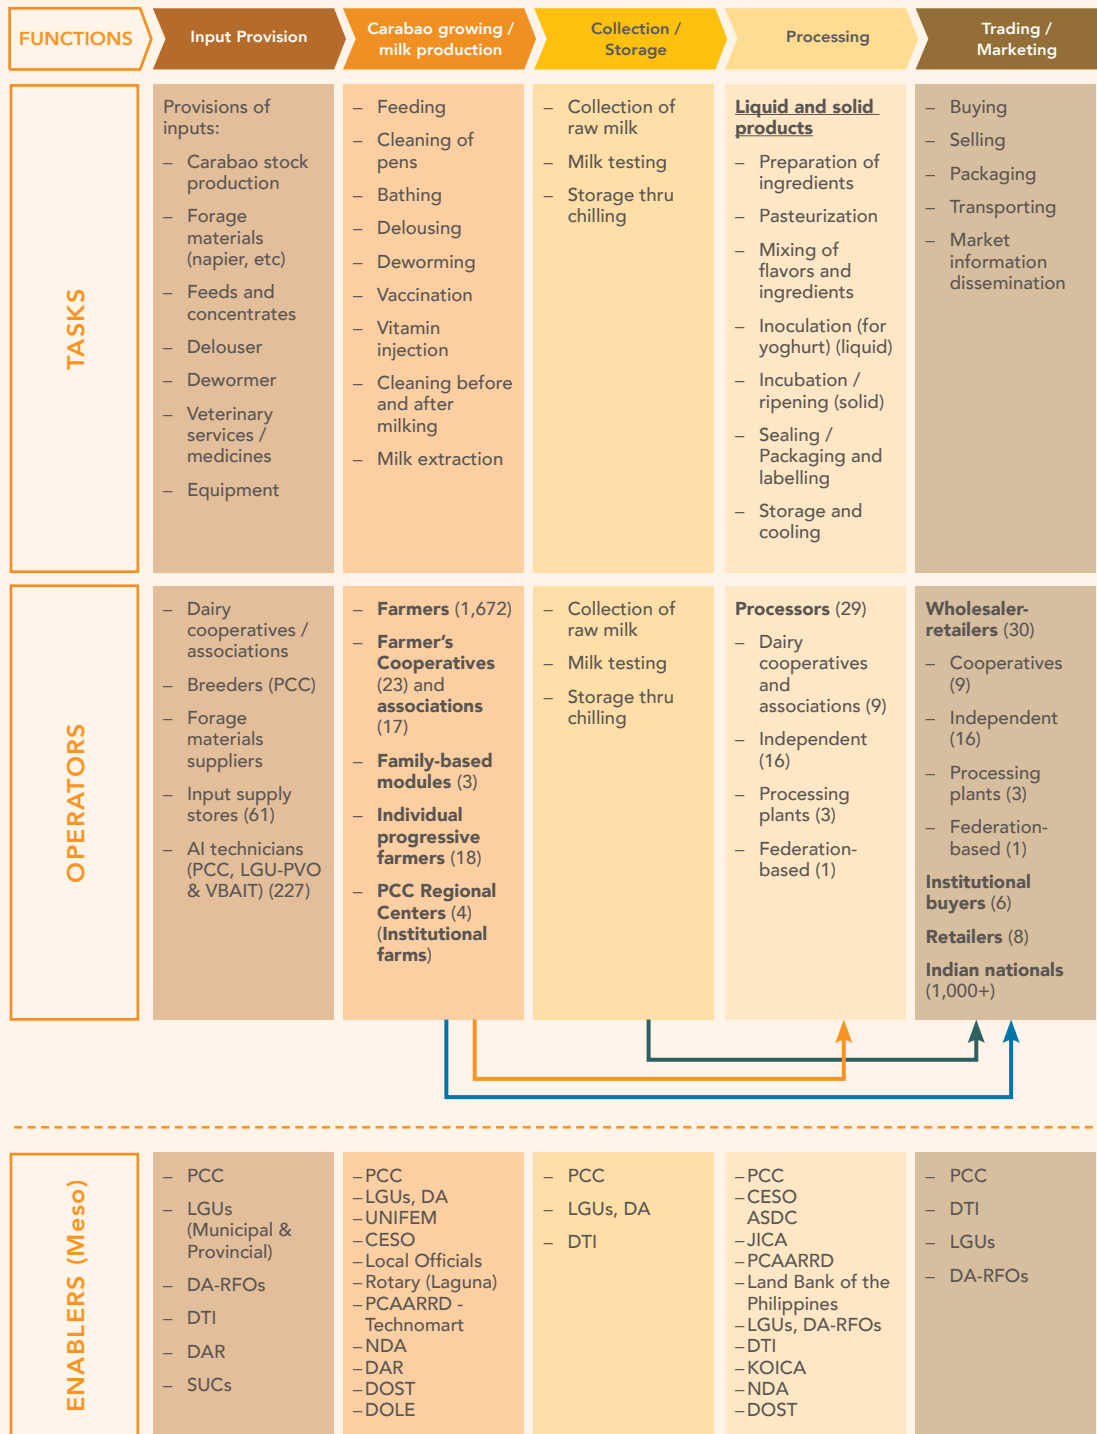 FUNCTIONS
Input Provision
Carabao growing /
milk production
Collection /
Storage
Processing
Trading /
Marketing
TASKS
Provisions of
inputs:
– Carabao stock
production
– Forage
materials
(napier, etc)
– Feeds and
concentrates
– Delouser
– Dewormer
– Veterinary
services /
medicines
– Equipment
– Feeding
– Cleaning of
pens
– Bathing
– Delousing
– Deworming
– Vaccination
– Vitamin
injection
– Cleaning before
and after
milking
– Milk extraction
– Collection of
raw milk
– Milk testing
– Storage thru
chilling
Liquid and solid
products
– Preparation of
ingredients
– Pasteurization
– Mixing of
flavors and
ingredients
– Inoculation (for
yoghurt) (liquid)
– Incubation /
ripening (solid)
– Sealing /
Packaging and
labelling
– Storage and
cooling
– Buying
– Selling
– Packaging
– Transporting
– Market
information
dissemination
OPERATORS
– Dairy
cooperatives /
associations
– Breeders (PCC)
– Forage
materials
suppliers
– Input supply
stores (61)
– AI technicians
(PCC, LGU-PVO
& VBAIT) (227)
– Farmers (1,672)
– Farmer's
Cooperatives
(23) and
associations
(17)
– Family-based
modules (3)
– Individual
progressive
farmers (18)
– PCC Regional
Centers (4)
(Institutional
farms)
– Collection of
raw milk
– Milk testing
– Storage thru
chilling
Processors (29)
– Dairy
cooperatives
and
associations (9)
– Independent
(16)
– Processing
plants (3)
– Federation-
based (1)
Wholesaler-
retailers (30)
– Cooperatives
(9)
– Independent
(16)
– Processing
plants (3)
– Federation-
based (1)
Institutional
buyers (6)
Retailers (8)
Indian nationals
(1,000+)
ENABLERS (Meso)
– PCC
– LGUs
(Municipal &
Provincial)
– DA-RFOs
– DTI
– DAR
– SUCs
– PCC
– LGUs, DA
– UNIFEM
– CESO
– Local Officials
– Rotary (Laguna)
– PCAARRD -
Technomart
– NDA
– DAR
– DOST
– DOLE
– PCC
– LGUs, DA
– DTI
– PCC
– CESO
ASDC
– JICA
– PCAARRD
– Land Bank of the
Philippines
– LGUs, DA-RFOs
– DTI
– KOICA
– NDA
– DOST
– PCC
– DTI
– LGUs
– DA-RFOs